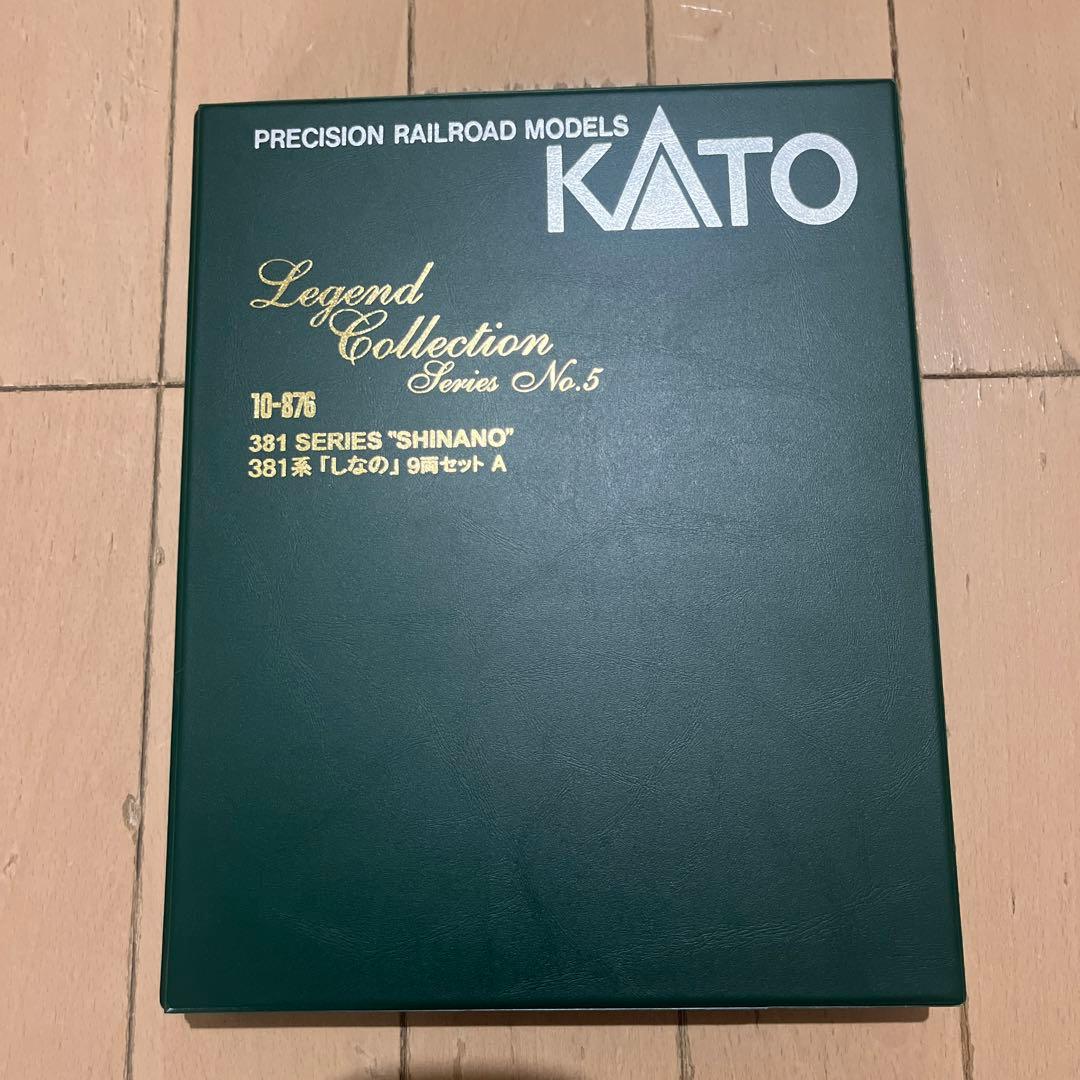 PRECISION RAILROAD MODELS
KATO
Legend
Collection
Series No.5
10-876
381 SERIES "SHINANO"
381系「しなの」9両セット A